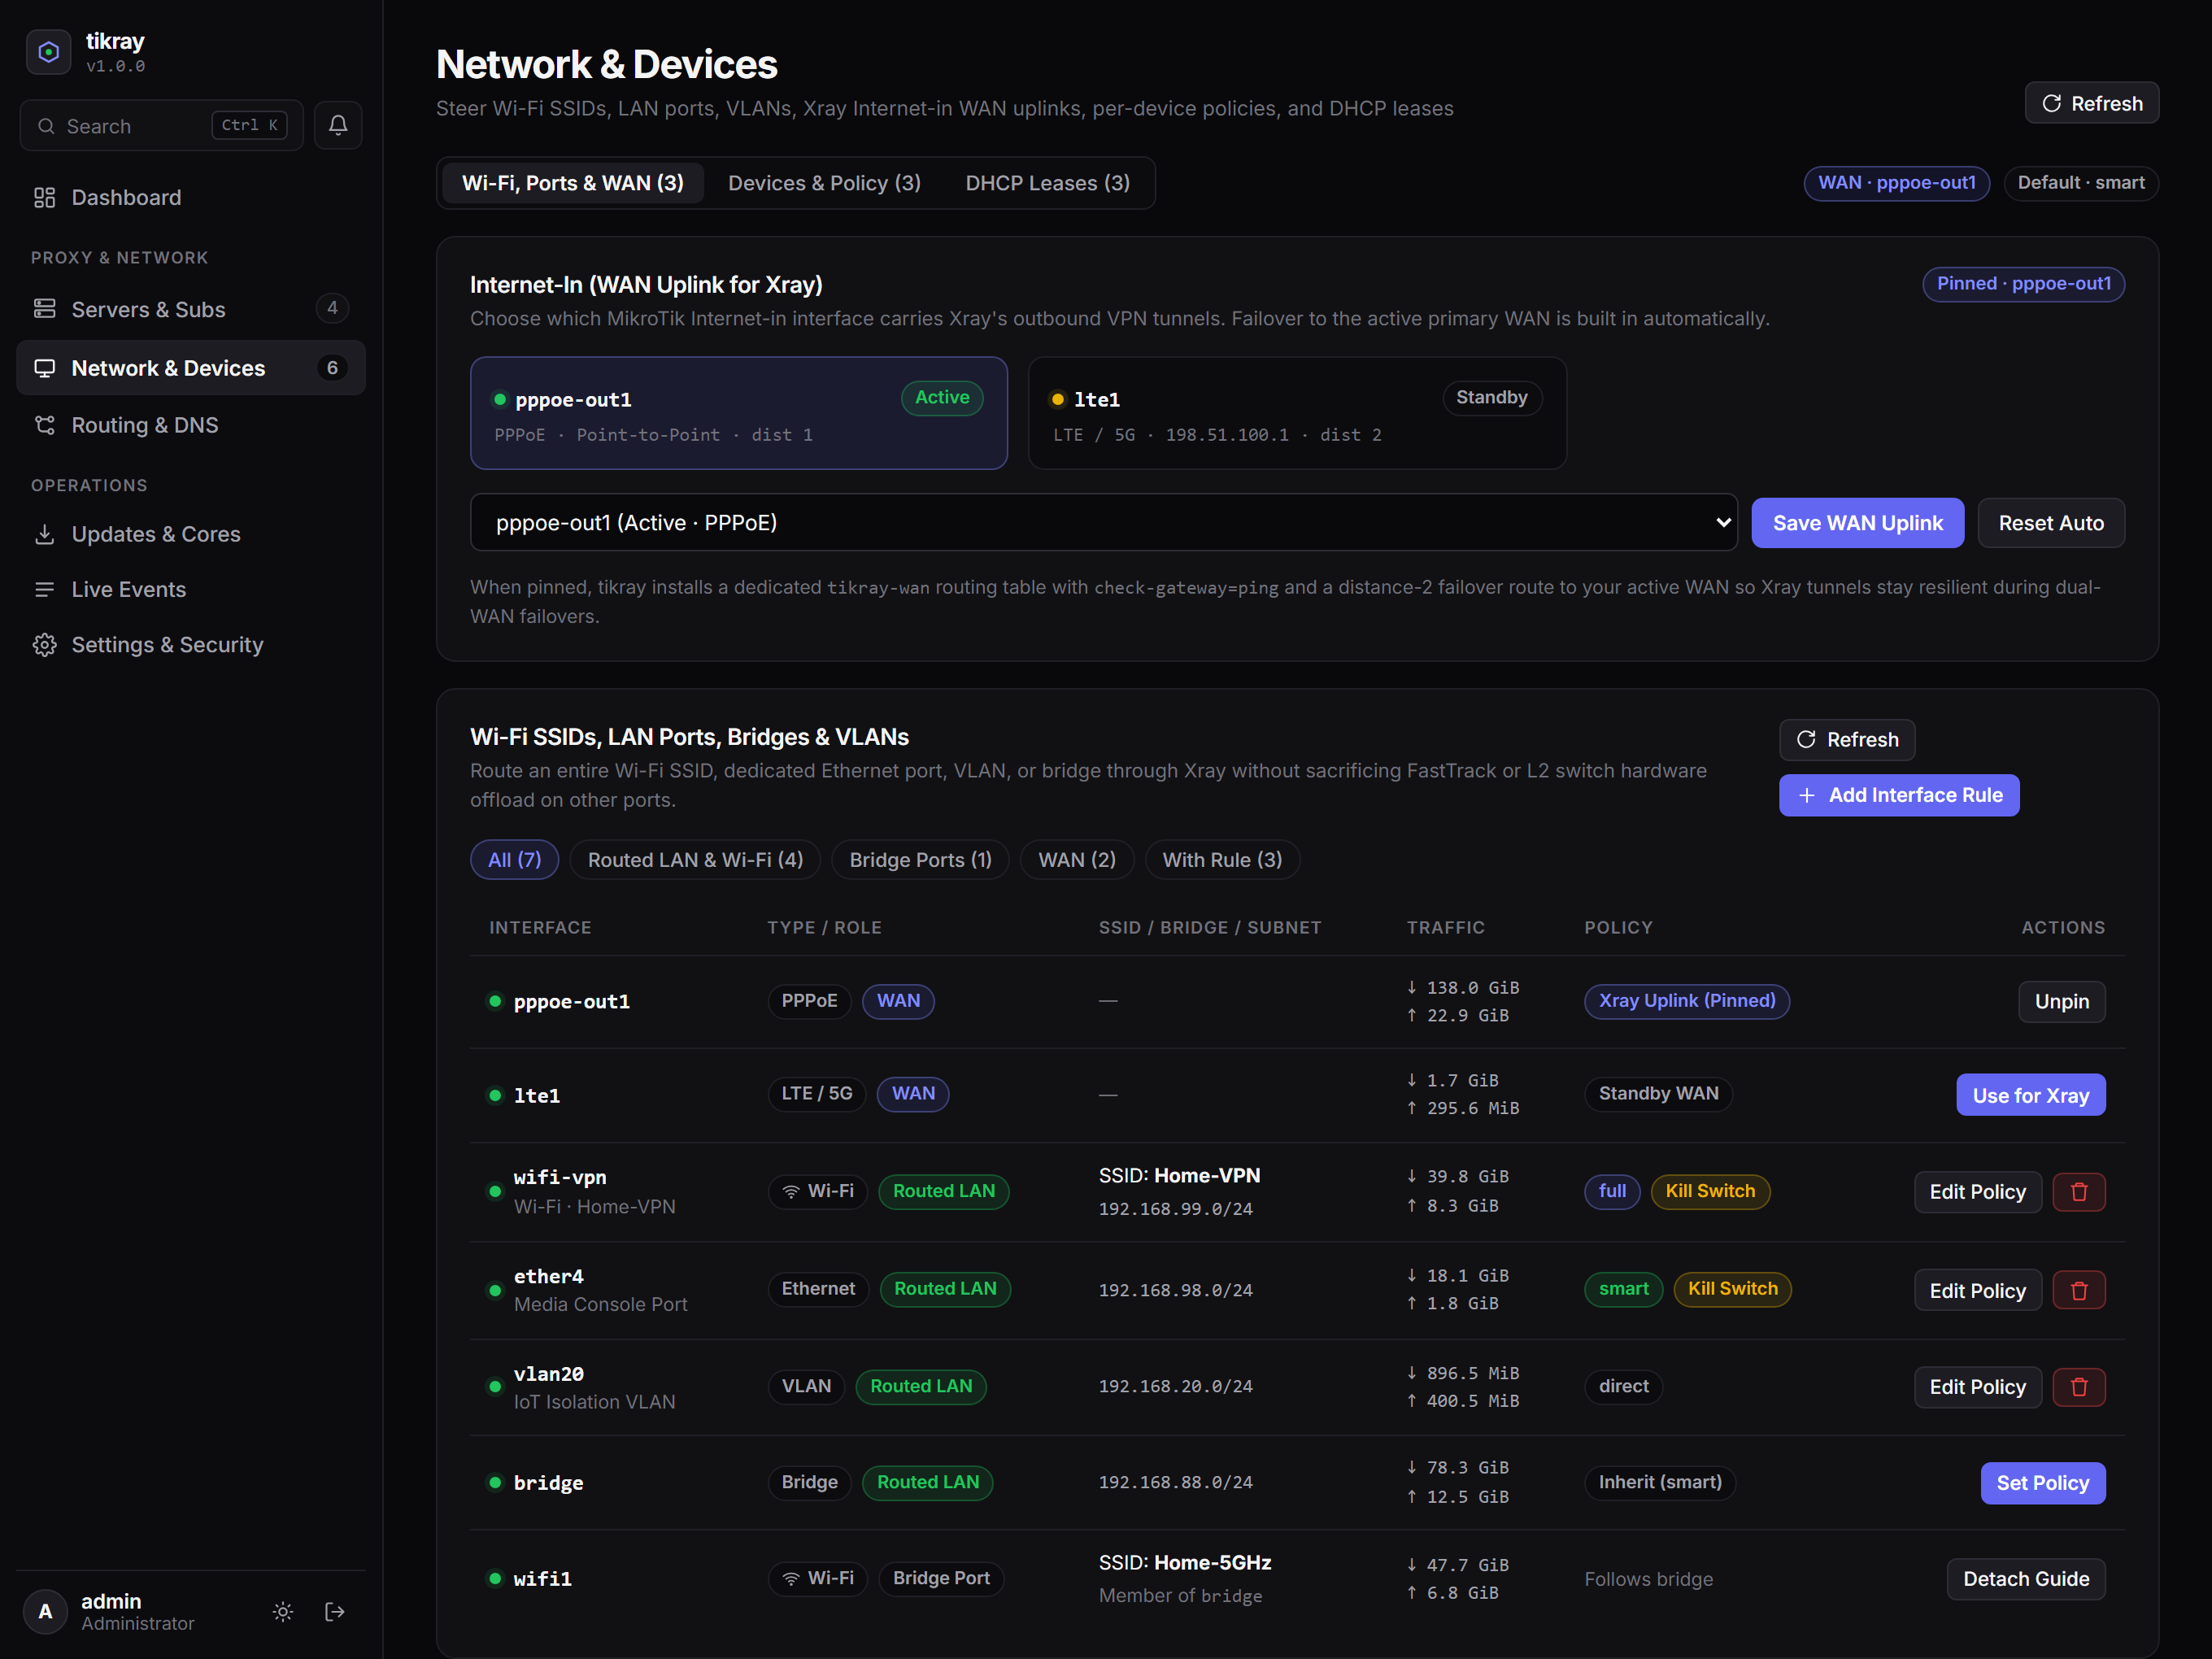 tikray
v1.0.0
Search
Ctrl K
Dashboard
PROXY & NETWORK
Servers & Subs 4
Network & Devices 6
Routing & DNS
OPERATIONS
Updates & Cores
Live Events
Settings & Security
A
admin
Administrator
Network & Devices
Steer Wi-Fi SSIDs, LAN ports, VLANs, Xray Internet-in WAN uplinks, per-device policies, and DHCP leases
Refresh
Wi-Fi, Ports & WAN (3) Devices & Policy (3) DHCP Leases (3)
WAN · pppoe-out1 Default · smart
Internet-In (WAN Uplink for Xray)
Pinned · pppoe-out1
Choose which MikroTik Internet-in interface carries Xray's outbound VPN tunnels. Failover to the active primary WAN is built in automatically.
pppoe-out1 Active
PPPoE · Point-to-Point · dist 1
lte1 Standby
LTE / 5G · 198.51.100.1 · dist 2
pppoe-out1 (Active · PPPoE)
Save WAN Uplink
Reset Auto
When pinned, tikray installs a dedicated tikray-wan routing table with check-gateway=ping and a distance-2 failover route to your active WAN so Xray tunnels stay resilient during dual-
WAN failovers.
Wi-Fi SSIDs, LAN Ports, Bridges & VLANs
Route an entire Wi-Fi SSID, dedicated Ethernet port, VLAN, or bridge through Xray without sacrificing FastTrack or L2 switch hardware
offload on other ports.
Refresh
+ Add Interface Rule
All (7) Routed LAN & Wi-Fi (4) Bridge Ports (1) WAN (2) With Rule (3)
INTERFACE TYPE / ROLE SSID / BRIDGE / SUBNET TRAFFIC POLICY ACTIONS
pppoe-out1 PPPoE WAN — ↓ 138.0 GiB Xray Uplink (Pinned) Unpin
↑ 22.9 GiB
lte1 LTE / 5G WAN — ↓ 1.7 GiB Standby WAN Use for Xray
↑ 295.6 MiB
wifi-vpn Wi-Fi Routed LAN SSID: Home-VPN ↓ 39.8 GiB full Kill Switch Edit Policy
Wi-Fi · Home-VPN 192.168.99.0/24 ↑ 8.3 GiB
ether4 Ethernet Routed LAN 192.168.98.0/24 ↓ 18.1 GiB smart Kill Switch Edit Policy
Media Console Port ↑ 1.8 GiB
vlan20 VLAN Routed LAN 192.168.20.0/24 ↓ 896.5 MiB direct Edit Policy
IoT Isolation VLAN ↑ 400.5 MiB
bridge Bridge Routed LAN 192.168.88.0/24 ↓ 78.3 GiB Inherit (smart) Set Policy
↑ 12.5 GiB
wifi1 Wi-Fi Bridge Port SSID: Home-5GHz ↓ 47.7 GiB Follows bridge Detach Guide
Member of bridge ↑ 6.8 GiB